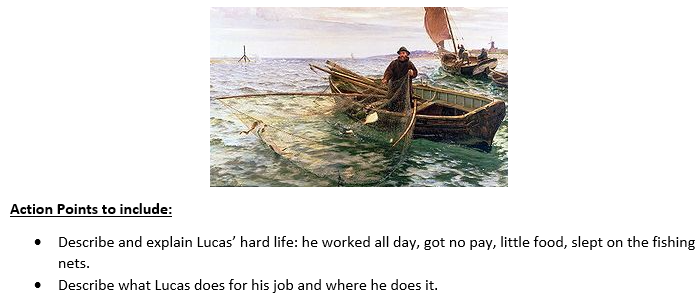 Action Points to include:
• Describe and explain Lucas’ hard life: he worked all day, got no pay, little food, slept on the fishing
nets.
• Describe what Lucas does for his job and where he does it.